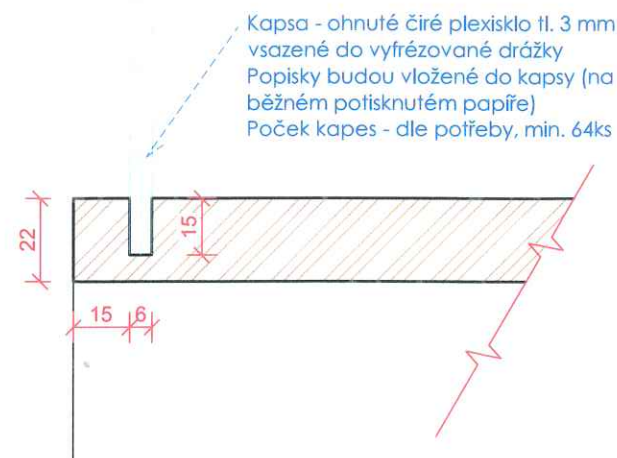 Kapsa - ohnuté čiré plexisklo tl. 3 mm
vsazené do vyfrézované drážky
Popisky budou vložené do kapsy (na
běžném potisknutém papíře)
Poček kapes - dle potřeby, min. 64ks
22
15
15
6